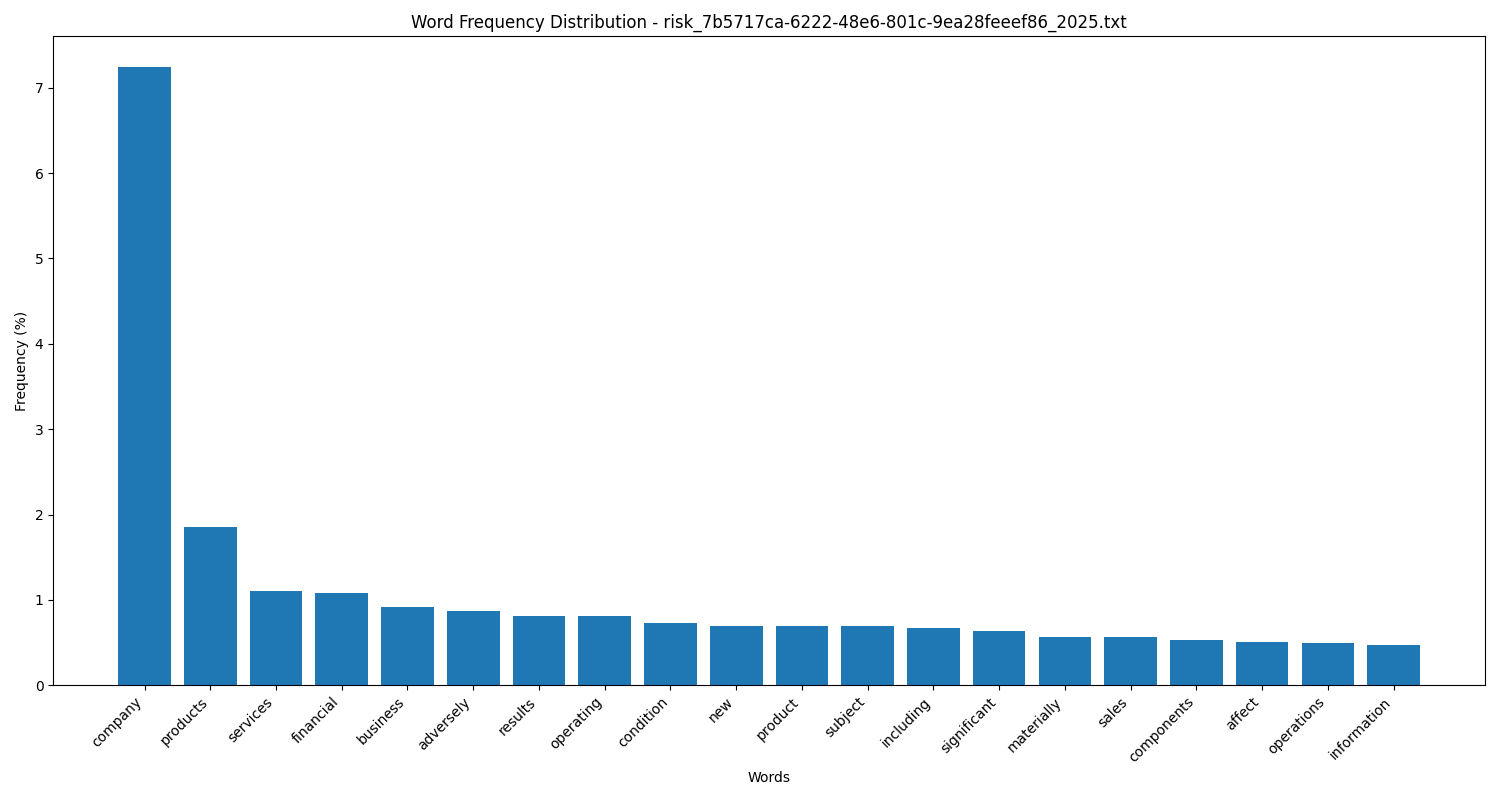 Word Frequency Distribution - risk_7b5717ca-6222-48e6-801c-9ea28feeef86_2025.txt
Frequency (%)
7
6
5
4
3
2
1
0
company
products
services
financial
business
adversely
results
operating
condition
new
product
subject
including
significant
materially
sales
components
affect
operations
information
Words